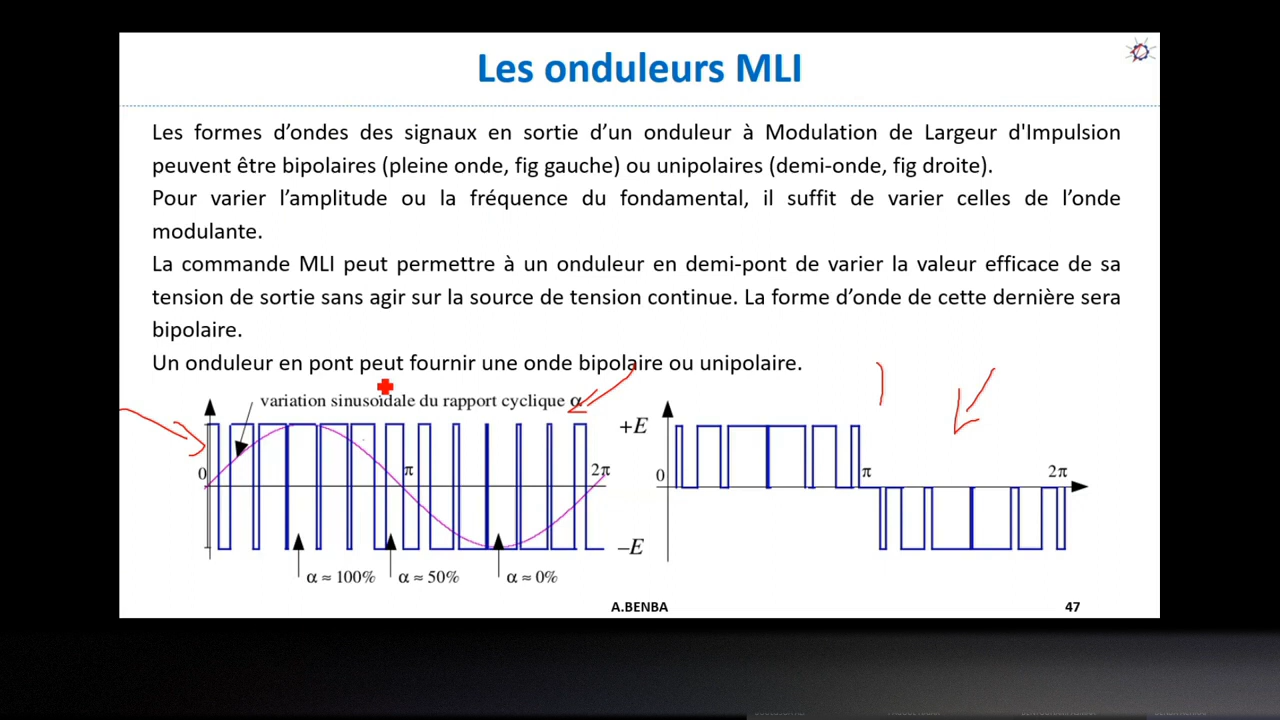 Les onduleurs MLI
Les formes d’ondes des signaux en sortie d’un onduleur à Modulation de Largeur d'Impulsion
peuvent être bipolaires (pleine onde, fig gauche) ou unipolaires (demi-onde, fig droite).
Pour varier l’amplitude ou la fréquence du fondamental, il suffit de varier celles de l’onde
modulante.
La commande MLI peut permettre à un onduleur en demi-pont de varier la valeur efficace de sa
tension de sortie sans agir sur la source de tension continue. La forme d’onde de cette dernière sera
bipolaire.
Un onduleur en pont peut fournir une onde bipolaire ou unipolaire.
variation sinusoïdale du rapport cyclique α
+E
0
π
2π
0
π
2π
–E
α ≈ 100%
α ≈ 50%
α ≈ 0%
A.BENBA
47